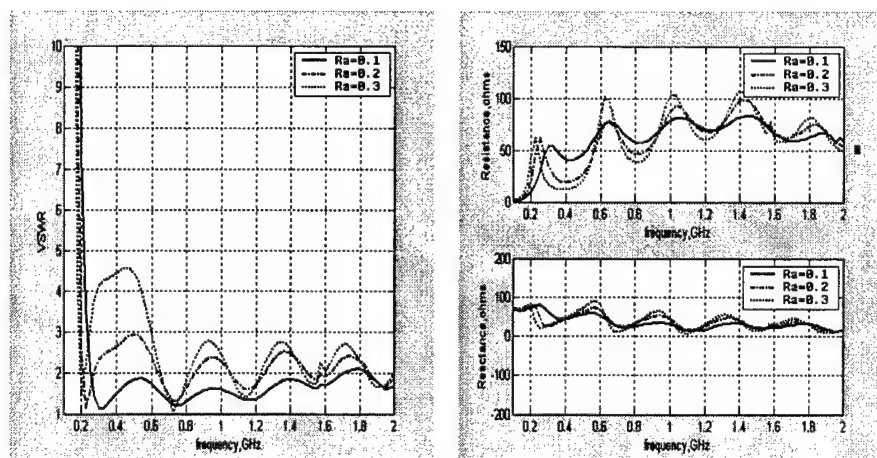 10
9
8
7
6
5
4
3
2
1
VSWR
Ra=0.1
Ra=0.2
Ra=0.3
0.2 0.4 0.6 0.8 1 1.2 1.4 1.6 1.8 2
frequency,GHz
150
100
50
0
Resistance,ohms
Ra=0.1
Ra=0.2
Ra=0.3
0.2 0.4 0.6 0.8 1 1.2 1.4 1.6 1.8 2
frequency,GHz
200
100
0
100
200
Reactance,ohms
Ra=0.1
Ra=0.2
Ra=0.3
0.2 0.4 0.6 0.8 1 1.2 1.4 1.6 1.8 2
frequency,GHz